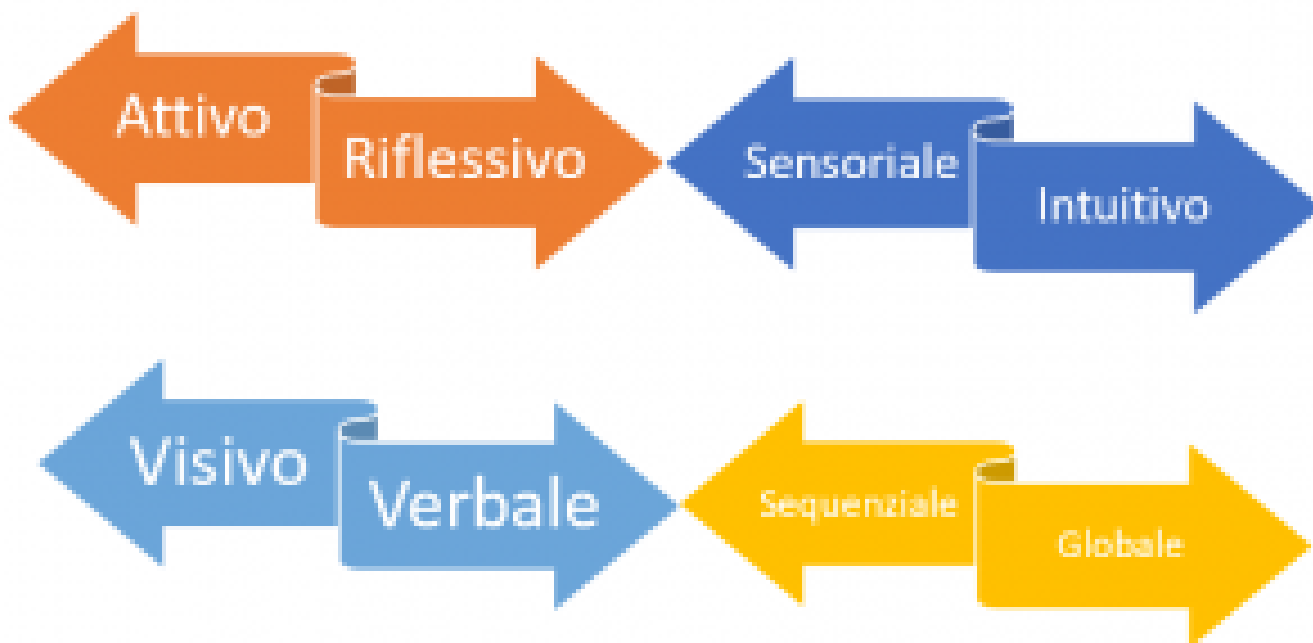 Attivo
Riflessivo
Sensoriale
Intuitivo
Visivo
Verbale
Sequenziale
Globale